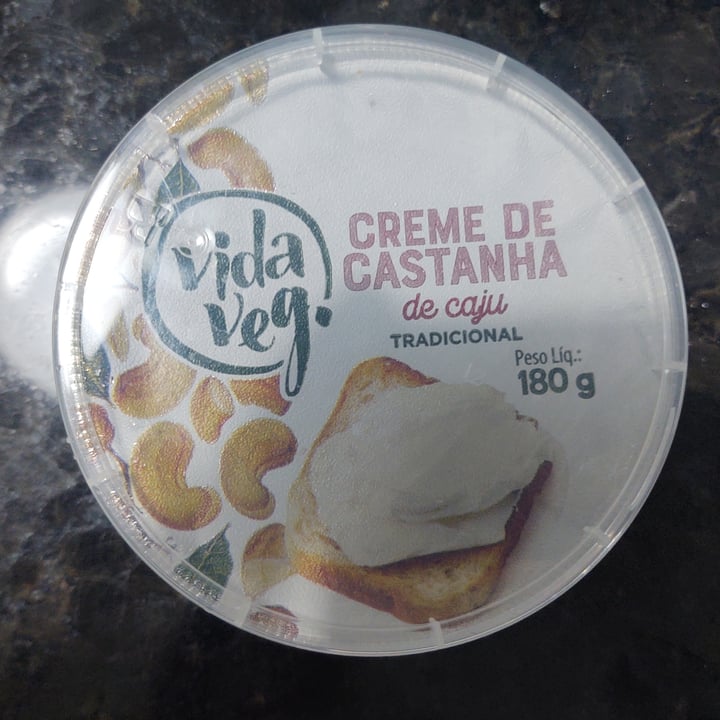 vida
veg.
CREME DE
CASTANHA
de caju
TRADICIONAL
Peso Líq.:
180 g